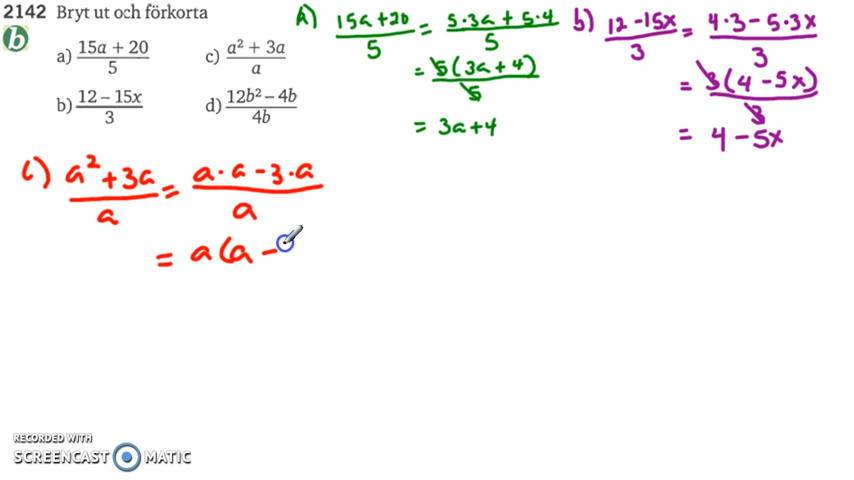 2142 Bryt ut och förkorta
b
a) (15a + 20)/5
c) (a² + 3a)/a
b) (12 – 15x)/3
d) (12b² – 4b)/4b
a) (15a+20)/5 = (5·3a + 5·4)/5
= 5(3a+4)/5
= 3a+4
b) (12-15x)/3 = (4·3 - 5·3x)/3
= 3(4-5x)/3
= 4-5x
c) (a²+3a)/a = (a·a-3·a)/a
= a(a-
RECORDED WITH
SCREENCAST MATIC